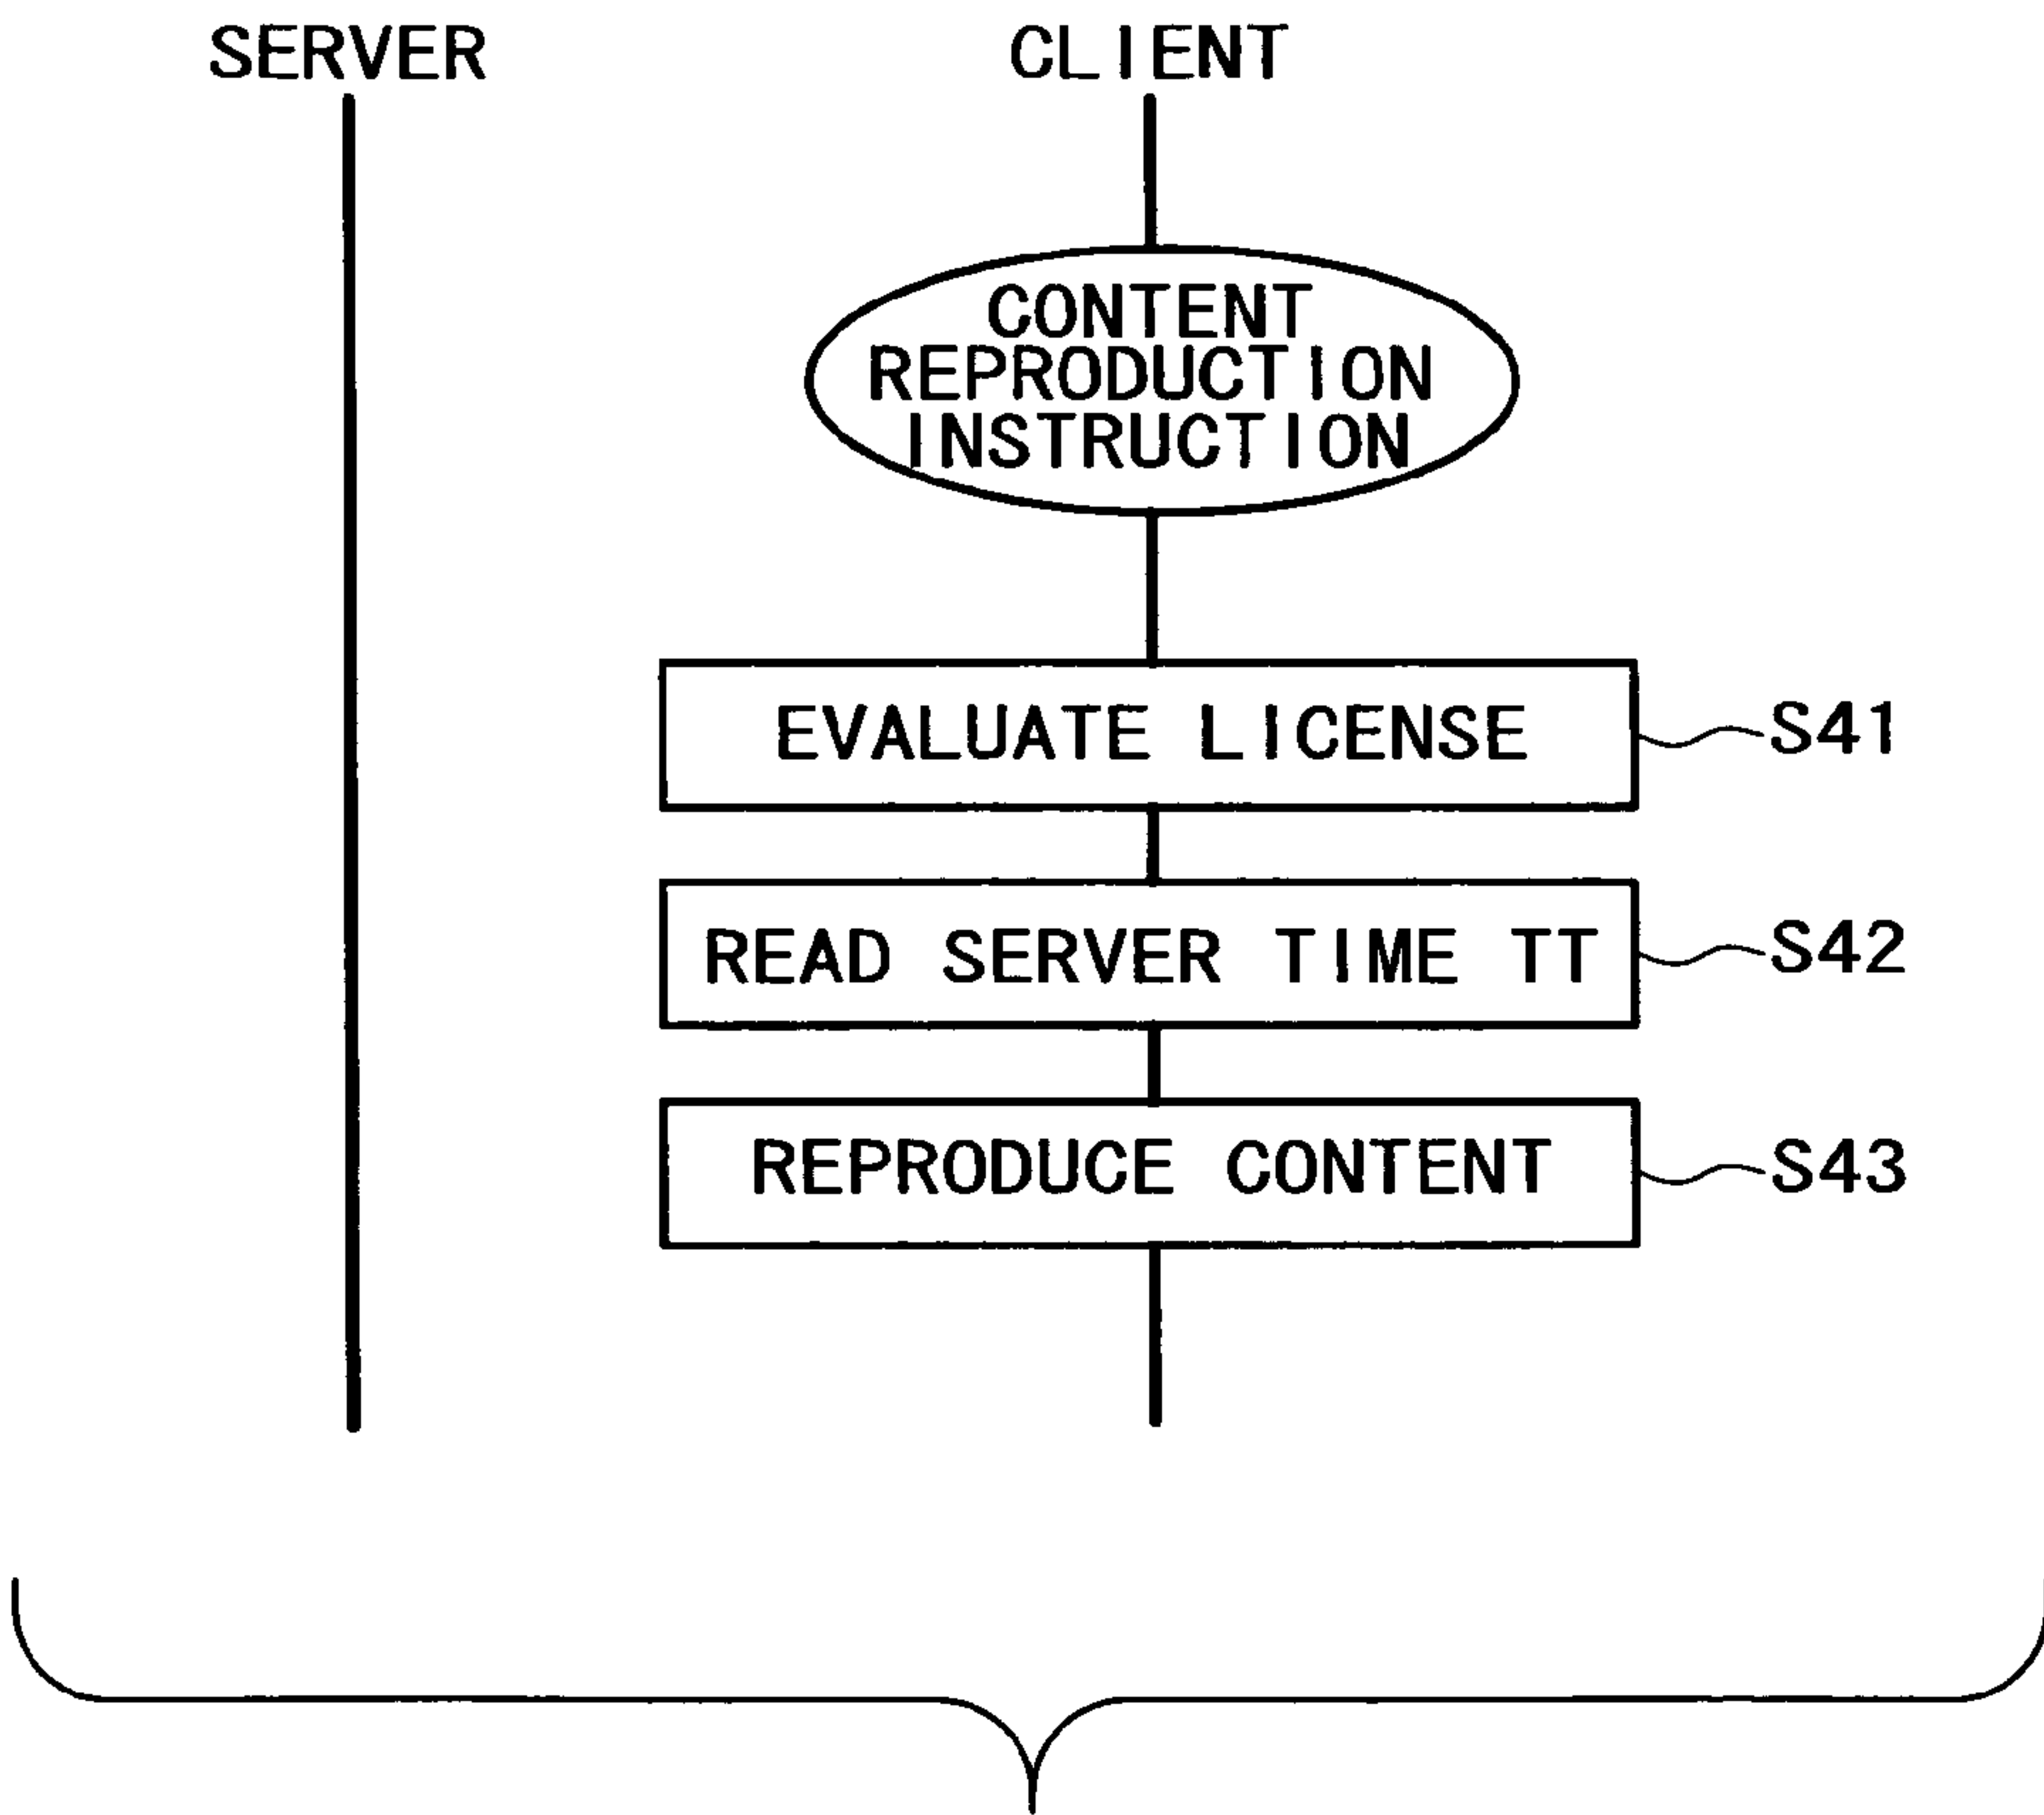 SERVER
CLIENT
CONTENT
REPRODUCTION
INSTRUCTION
EVALUATE LICENSE
S41
READ SERVER TIME TT
S42
REPRODUCE CONTENT
S43